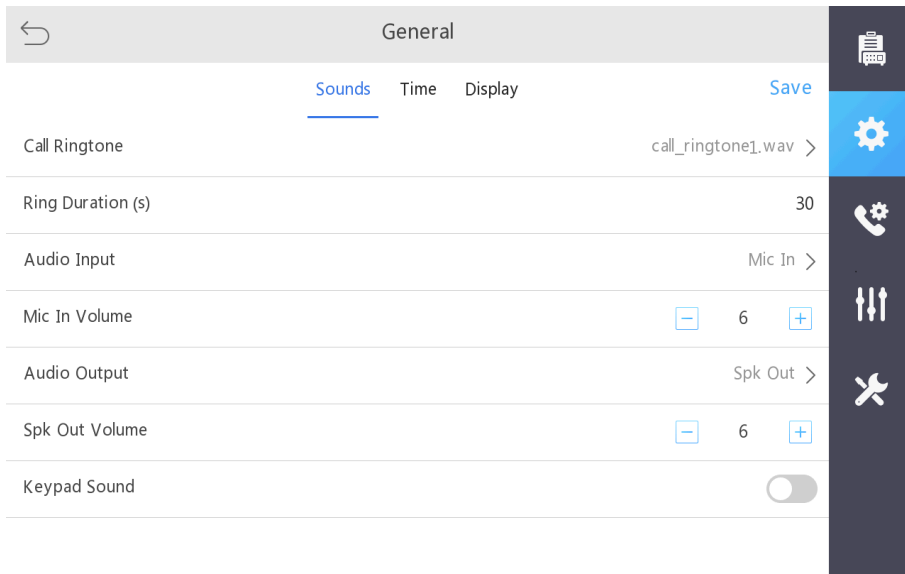 General
Sounds Time Display Save
Call Ringtone call_ringtone1.wav
Ring Duration (s) 30
Audio Input Mic In
Mic In Volume − 6 +
Audio Output Spk Out
Spk Out Volume − 6 +
Keypad Sound